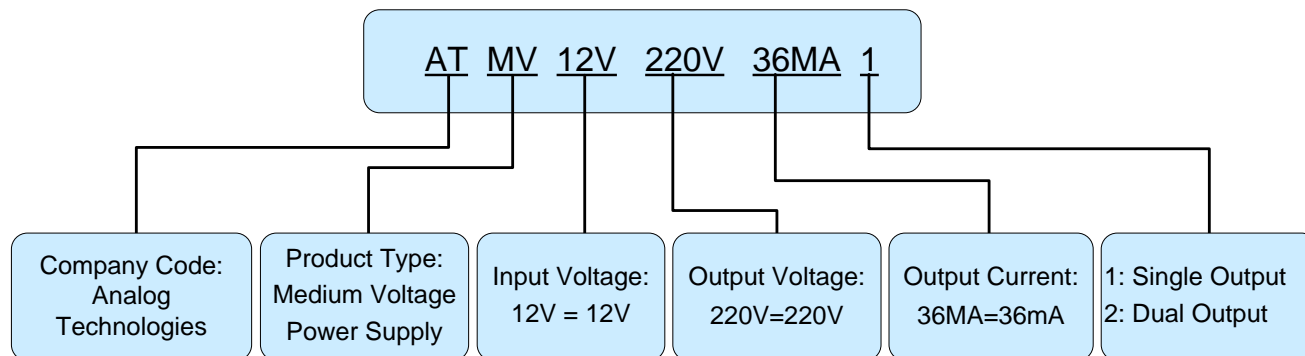 AT MV 12V 220V 36MA 1
Company Code:
Analog
Technologies
Product Type:
Medium Voltage
Power Supply
Input Voltage:
12V = 12V
Output Voltage:
220V=220V
Output Current:
36MA=36mA
1: Single Output
2: Dual Output